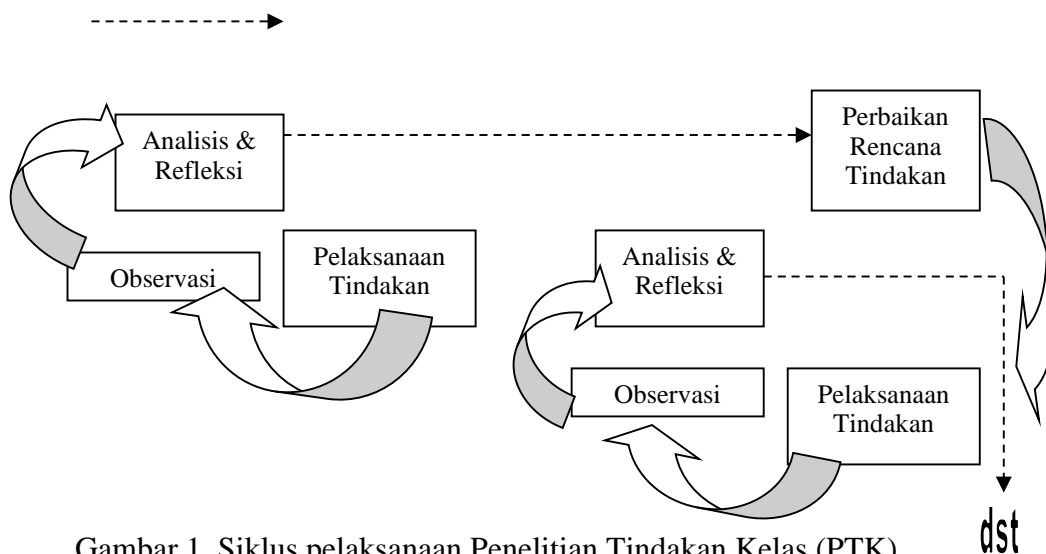 Analisis &
Refleksi
Perbaikan
Rencana
Tindakan
Observasi
Pelaksanaan
Tindakan
Analisis &
Refleksi
Observasi
Pelaksanaan
Tindakan
dst
Gambar 1. Siklus pelaksanaan Penelitian Tindakan Kelas (PTK)